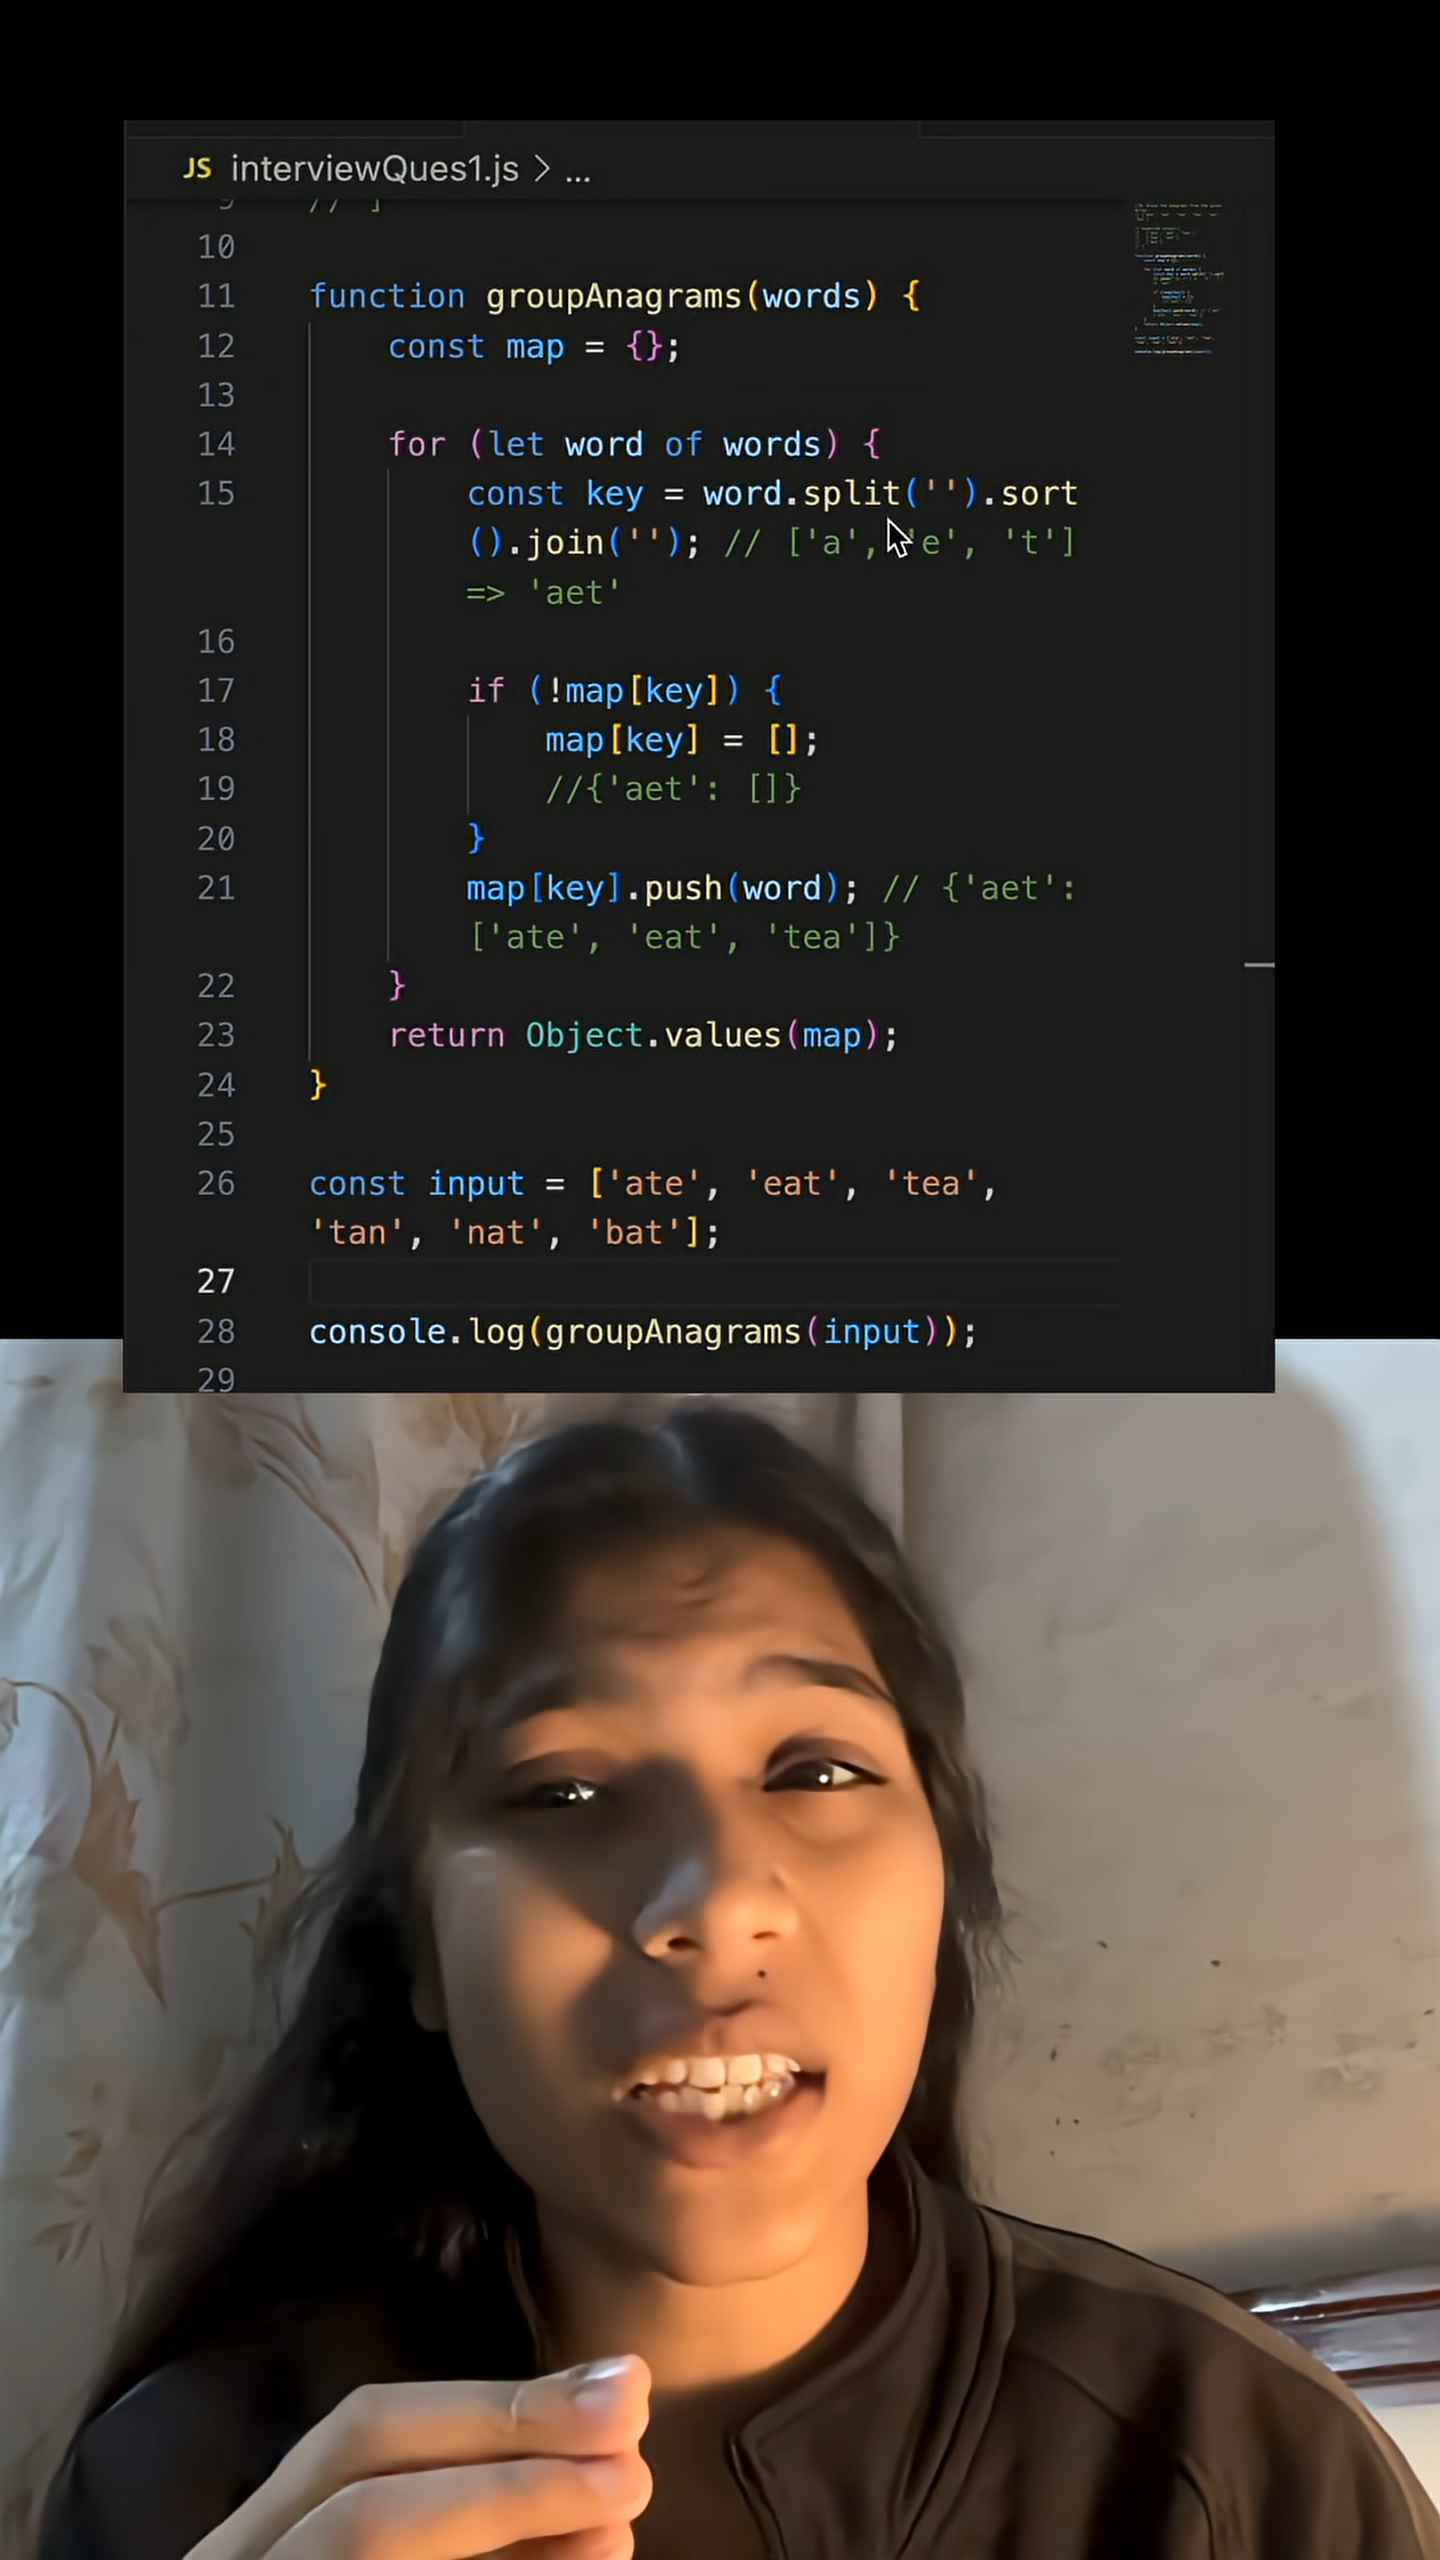 JS interviewQues1.js > ...
9 // ]
10
11 function groupAnagrams(words) {
12 const map = {};
13
14 for (let word of words) {
15 const key = word.split('').sort
().join(''); // ['a', 'e', 't']
=> 'aet'
16
17 if (!map[key]) {
18 map[key] = [];
19 //{'aet': []}
20 }
21 map[key].push(word); // {'aet':
['ate', 'eat', 'tea']}
22 }
23 return Object.values(map);
24 }
25
26 const input = ['ate', 'eat', 'tea',
'tan', 'nat', 'bat'];
27
28 console.log(groupAnagrams(input));
29